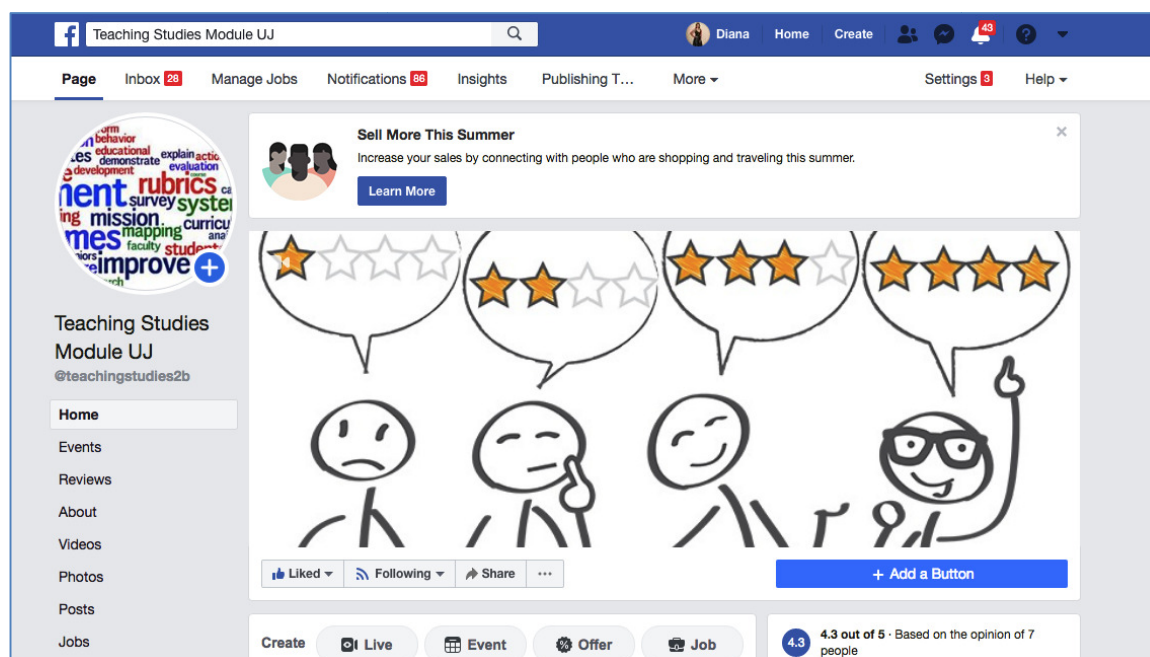 Teaching Studies Module UJ
Diana
Home
Create
43
Page
Inbox 28
Manage Jobs
Notifications 86
Insights
Publishing T…
More
Settings 3
Help
form
behavior
educational
explain
demonstrate
evaluation
development
rubrics
survey
mission
mapping
faculty
improve
Teaching Studies
Module UJ
@teachingstudies2b
Home
Events
Reviews
About
Videos
Photos
Posts
Jobs
Sell More This Summer
Increase your sales by connecting with people who are shopping and traveling this summer.
Learn More
Liked
Following
Share
+ Add a Button
Create
Live
Event
Offer
Job
4.3
4.3 out of 5 · Based on the opinion of 7
people